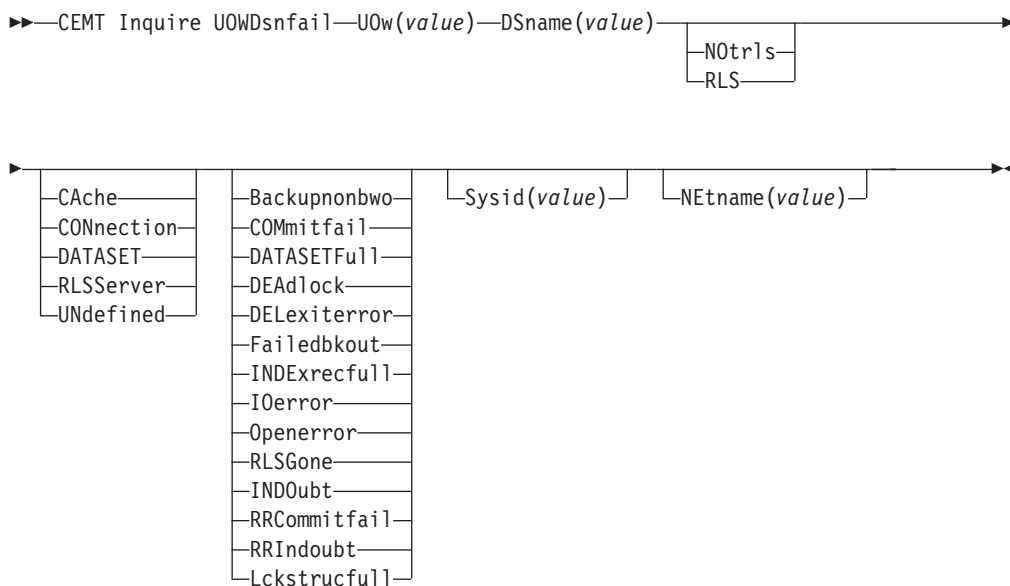 CEMT Inquire UOWDsnfail UOw(value) DSname(value)
NOtrls
RLS
CAche
CONnection
DATASET
RLSServer
UNdefined
Backupnonbwo
COMmitfail
DATASETFull
DEAdlock
DELexiterror
Failedbkout
INDExrecfull
IOerror
Openerror
RLSGone
INDOubt
RRCommitfail
RRIndoubt
Lckstrucfull
Sysid(value)
NEtname(value)